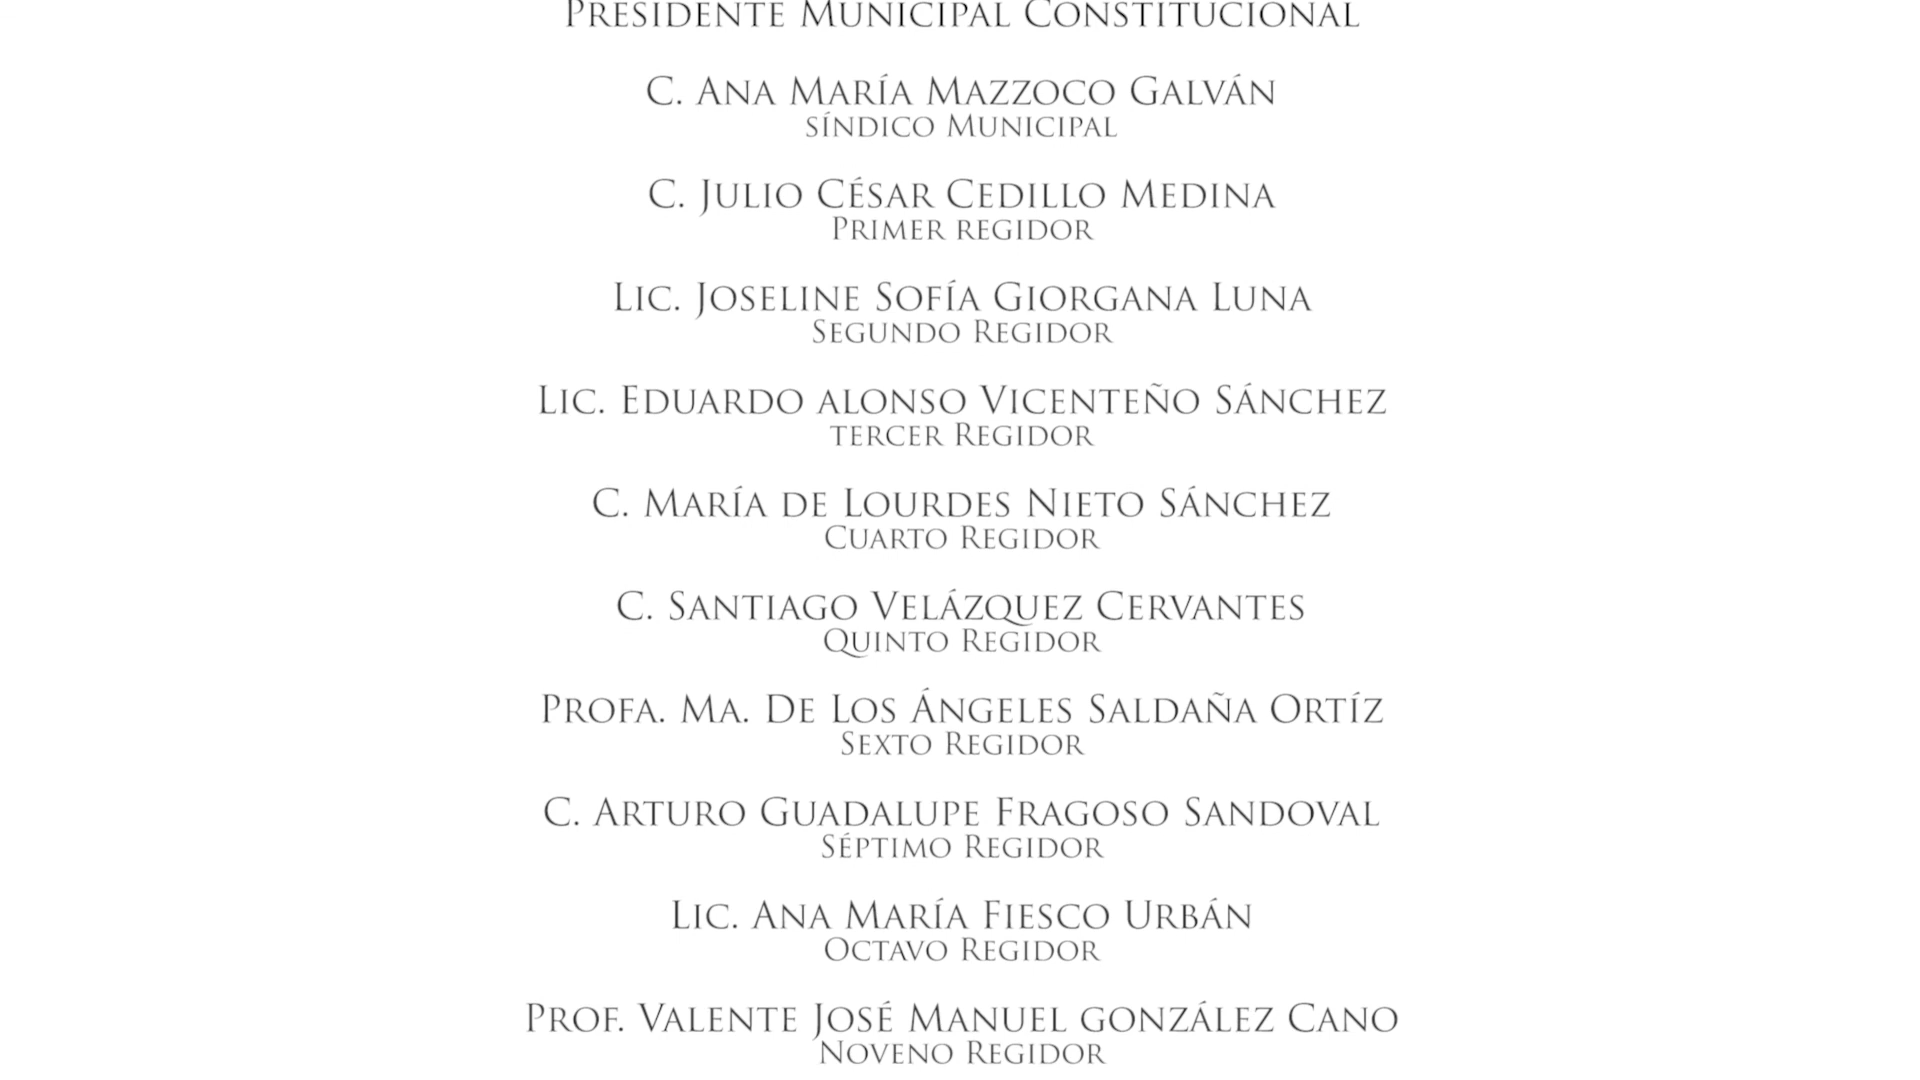 Presidente Municipal Constitucional
C. Ana María Mazzoco Galván
síndico Municipal
C. Julio César Cedillo Medina
Primer regidor
Lic. Joseline Sofía Giorgana Luna
Segundo Regidor
Lic. Eduardo alonso Vicenteño Sánchez
tercer Regidor
C. María de Lourdes Nieto Sánchez
Cuarto Regidor
C. Santiago Velázquez Cervantes
Quinto Regidor
Profa. Ma. De Los Ángeles Saldaña Ortíz
Sexto Regidor
C. Arturo Guadalupe Fragoso Sandoval
Séptimo Regidor
Lic. Ana María Fiesco Urbán
Octavo Regidor
Prof. Valente José Manuel gonzález Cano
Noveno Regidor